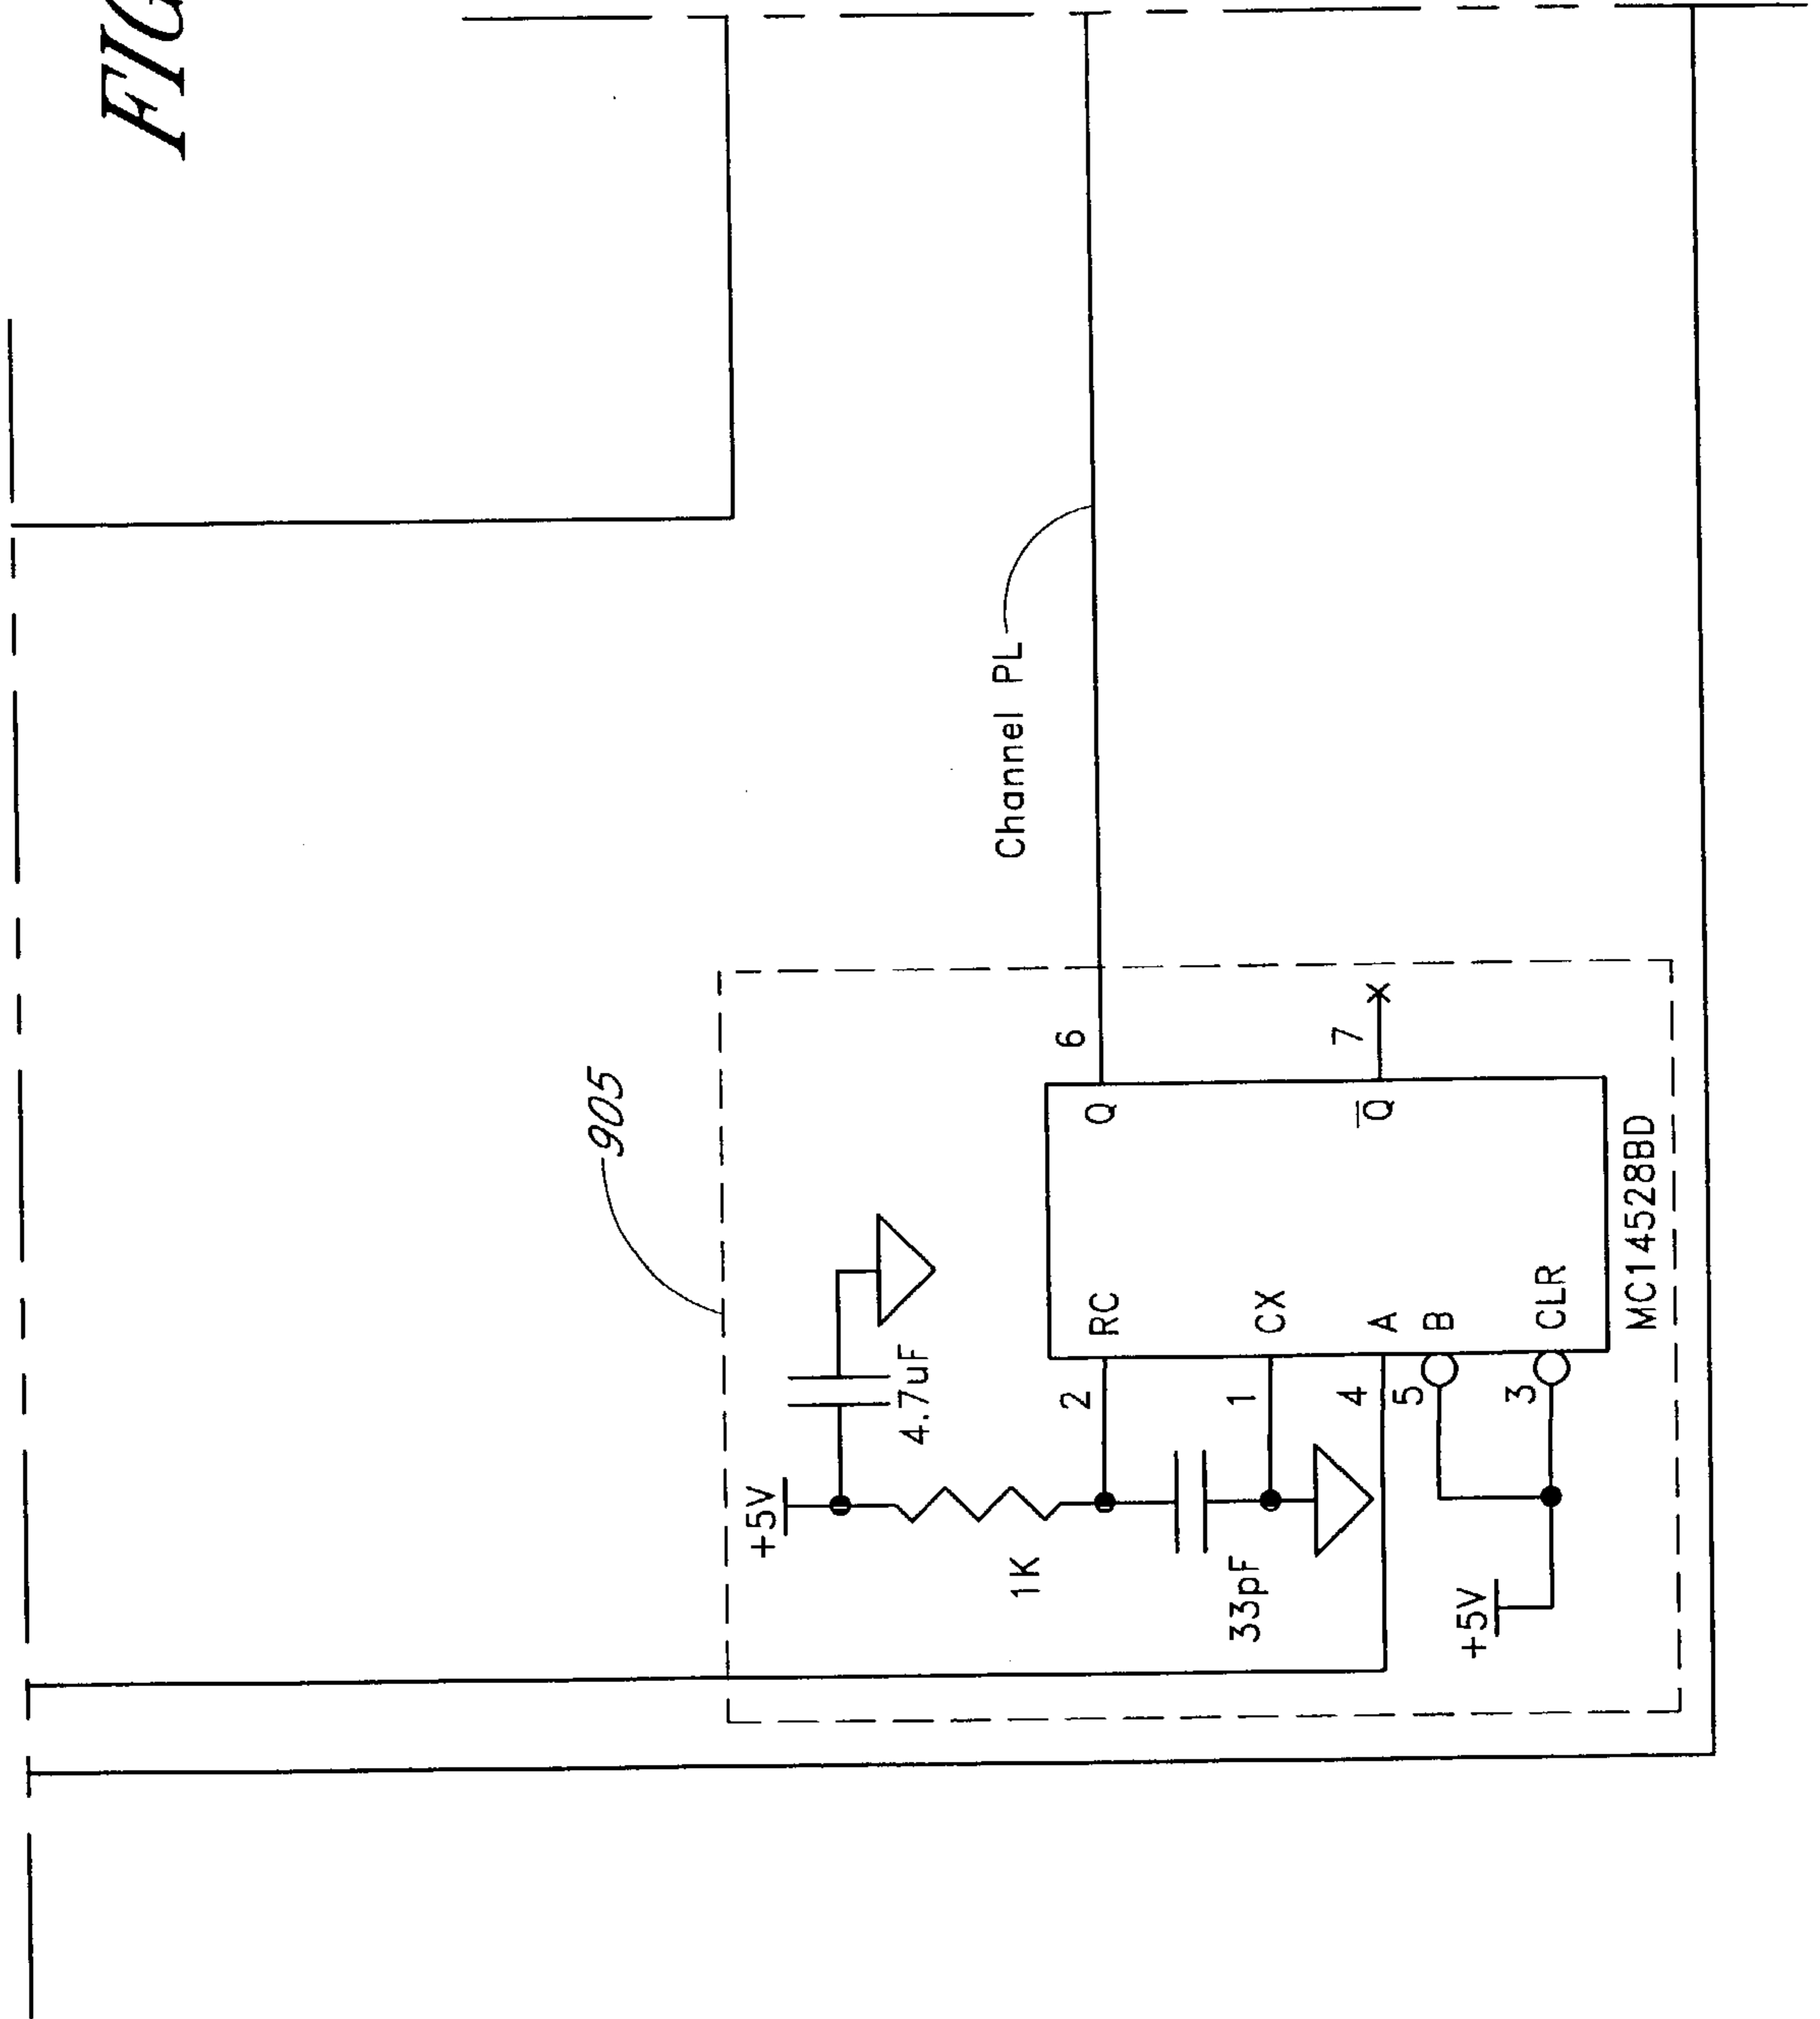 FIG
905
Channel PL
+5V
4.7uF
1K
33pF
+5V
2
1
4
5
3
RC
CX
A
B
CLR
Q
Q
6
7
MC14528BD